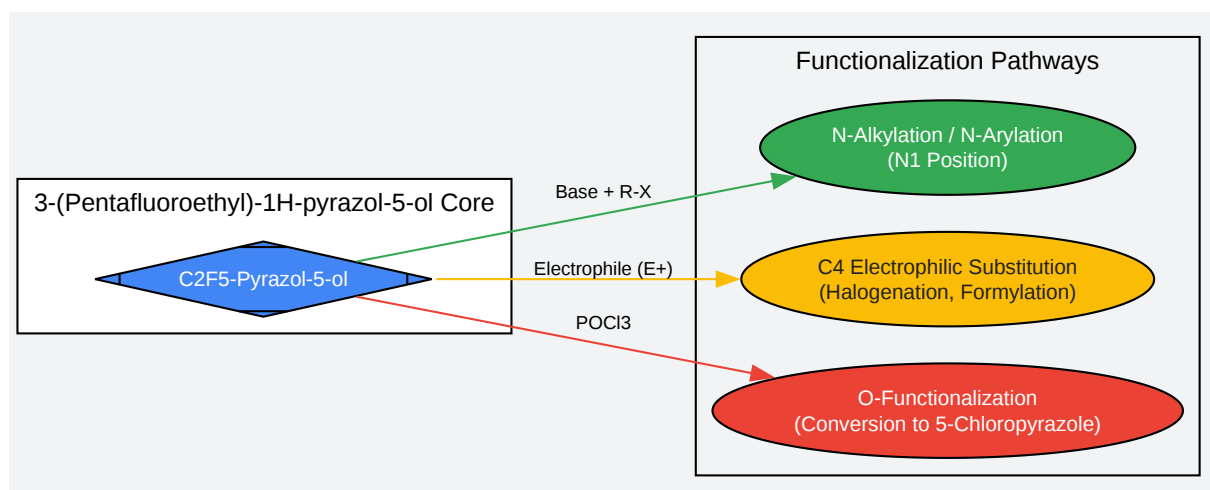 Functionalization Pathways
N-Alkylation / N-Arylation
(N1 Position)
Base + R-X
3-(Pentafluoroethyl)-1H-pyrazol-5-ol Core
C2F5-Pyrazol-5-ol
Electrophile (E+)
C4 Electrophilic Substitution
(Halogenation, Formylation)
POCl3
O-Functionalization
(Conversion to 5-Chloropyrazole)